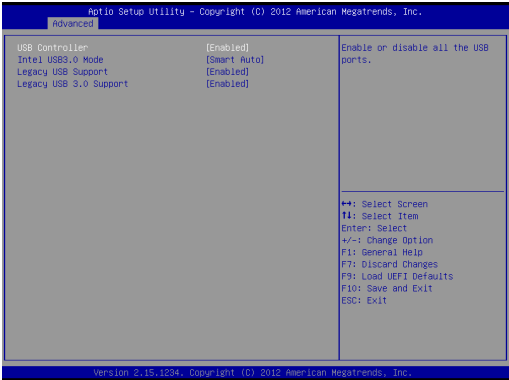 Aptio Setup Utility – Copyright (C) 2012 American Megatrends, Inc.
Advanced
USB Controller [Enabled]
Intel USB3.0 Mode [Smart Auto]
Legacy USB Support [Enabled]
Legacy USB 3.0 Support [Enabled]
Enable or disable all the USB
ports.
↔: Select Screen
↑↓: Select Item
Enter: Select
+/-: Change Option
F1: General Help
F7: Discard Changes
F9: Load UEFI Defaults
F10: Save and Exit
ESC: Exit
Version 2.15.1234. Copyright (C) 2012 American Megatrends, Inc.